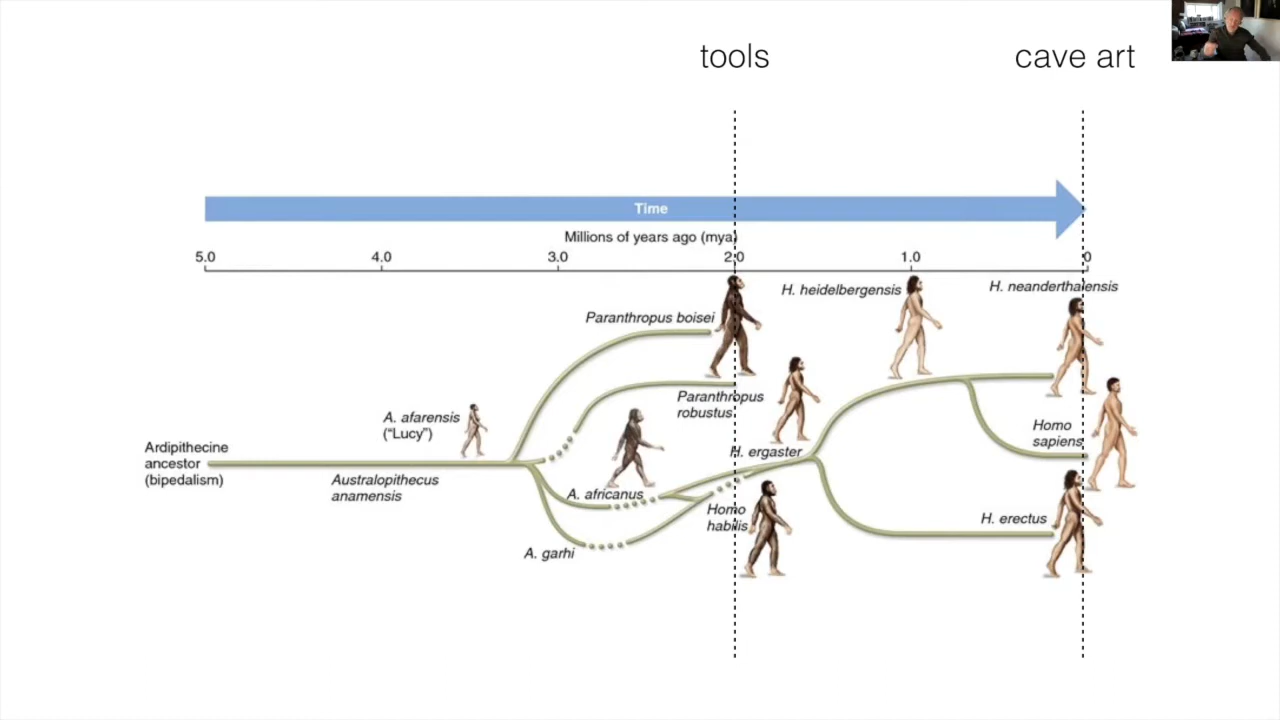 tools
cave art
Time
Millions of years ago (mya)
5.0 4.0 3.0 2.0 1.0 0
H. heidelbergensis
H. neanderthalensis
Paranthropus boisei
Paranthropus
robustus
A. afarensis
(“Lucy”)
Homo
sapiens
Ardipithecine
ancestor
(bipedalism)
H. ergaster
Australopithecus
anamensis
A. africanus
Homo
habilis
H. erectus
A. garhi